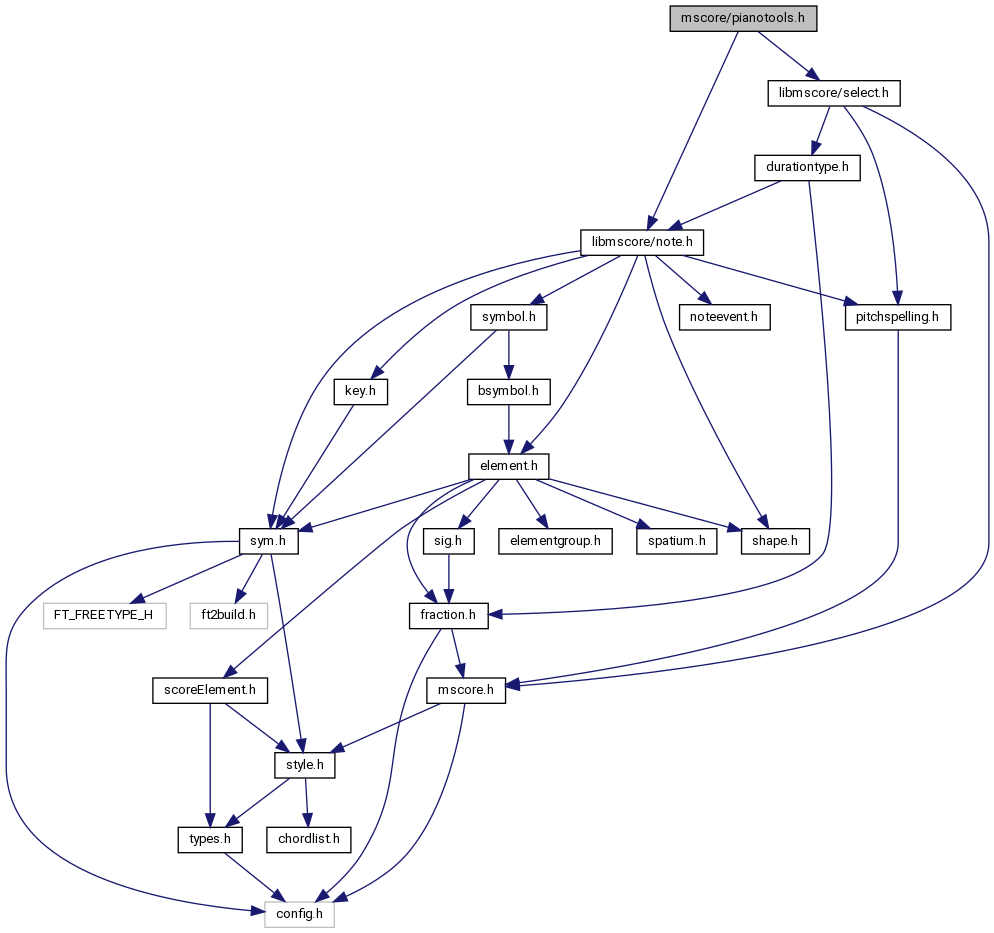 mscore/pianotools.h
libmscore/select.h
durationtype.h
libmscore/note.h
symbol.h
noteevent.h
pitchspelling.h
key.h
bsymbol.h
element.h
sym.h
sig.h
elementgroup.h
spatium.h
shape.h
FT_FREETYPE_H
ft2build.h
fraction.h
scoreElement.h
mscore.h
style.h
types.h
chordlist.h
config.h